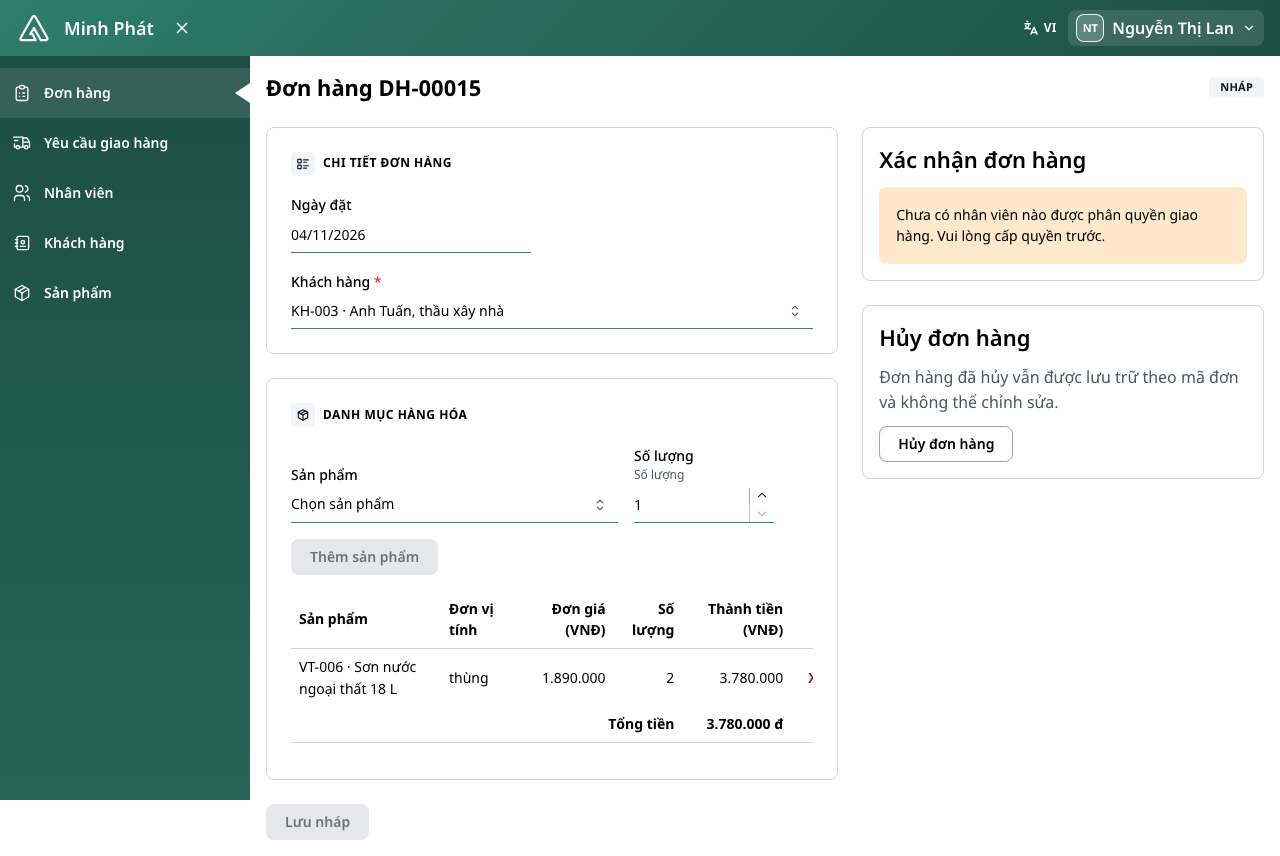 Minh Phát
VI
NT
Nguyễn Thị Lan
Đơn hàng
Yêu cầu giao hàng
Nhân viên
Khách hàng
Sản phẩm
Đơn hàng DH-00015
NHÁP
CHI TIẾT ĐƠN HÀNG
Ngày đặt
04/11/2026
Khách hàng *
KH-003 · Anh Tuấn, thầu xây nhà
DANH MỤC HÀNG HÓA
Sản phẩm
Chọn sản phẩm
Số lượng
Số lượng
1
Thêm sản phẩm
Sản phẩm
Đơn vị
tính
Đơn giá
(VNĐ)
Số
lượng
Thành tiền
(VNĐ)
VT-006 · Sơn nước
ngoại thất 18 L
thùng
1.890.000
2
3.780.000
Tổng tiền
3.780.000 đ
Lưu nháp
Xác nhận đơn hàng
Chưa có nhân viên nào được phân quyền giao
hàng. Vui lòng cấp quyền trước.
Hủy đơn hàng
Đơn hàng đã hủy vẫn được lưu trữ theo mã đơn
và không thể chỉnh sửa.
Hủy đơn hàng